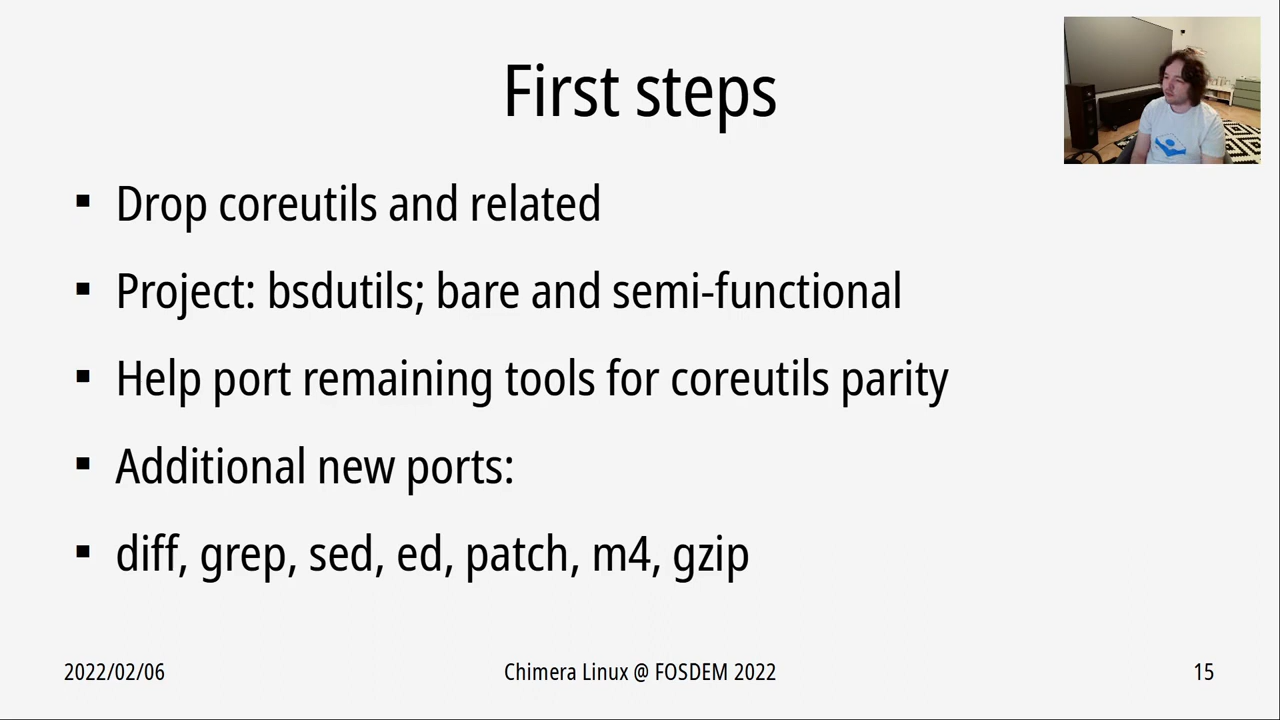 First steps
Drop coreutils and related
Project: bsdutils; bare and semi-functional
Help port remaining tools for coreutils parity
Additional new ports:
diff, grep, sed, ed, patch, m4, gzip
2022/02/06
Chimera Linux @ FOSDEM 2022
15